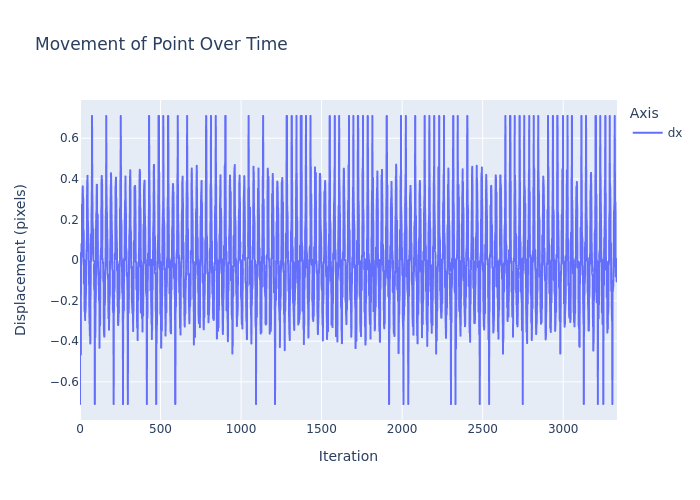 Movement of Point Over Time
Axis
dx
Displacement (pixels)
0.6
0.4
0.2
0
−0.2
−0.4
−0.6
0 500 1000 1500 2000 2500 3000
Iteration